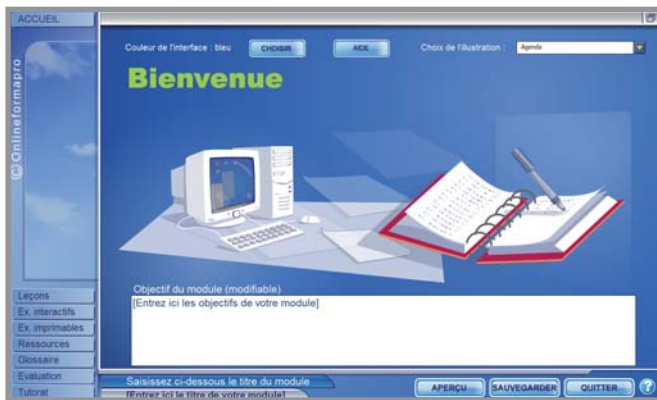 ACCUEIL
Couleur de l'interface : bleu
CHOISIR
AIDE
Choix de l'illustration :
Agenda
Bienvenue
(C) Onlineformapro
Objectif du module (modifiable)
[Entrez ici les objectifs de votre module]
Leçons
Ex. interactifs
Ex. imprimables
Ressources
Glossaire
Evaluation
Tutorat
Saisissez ci-dessous le titre du module
[Entrez ici le titre de votre module]
APERÇU
SAUVEGARDER
QUITTER
?